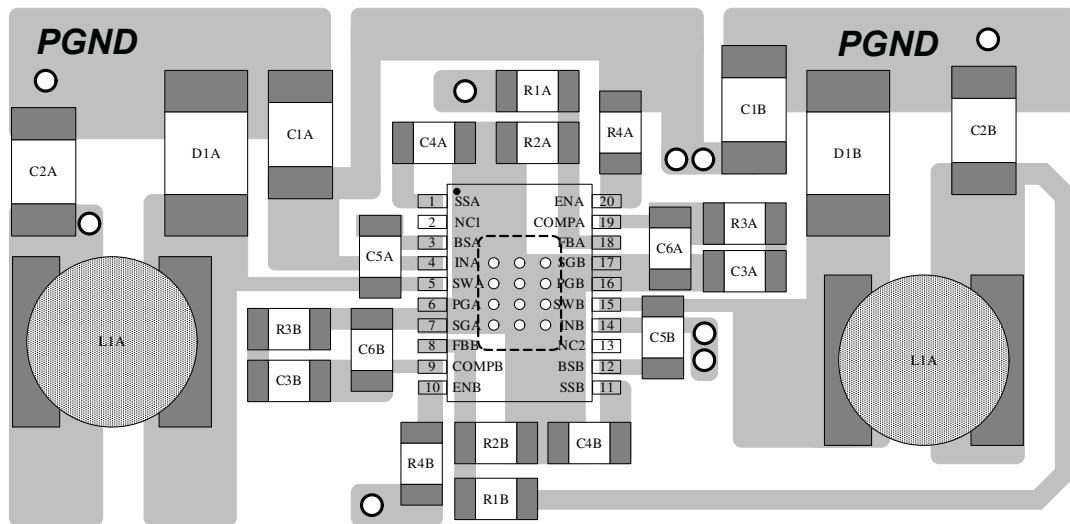 PGND
PGND
R1A
C1A
C1B
R4A
C2B
C4A
R2A
D1A
D1B
C2A
1 SSA ENA 20
2 NC1 COMPA 19
R3A
3 BSA FBA 18
C5A
C6A
4 INA SGB 17
C3A
5 SWA PGB 16
6 PGA SWB 15
R3B
7 SGA INB 14
C5B
L1A
C6B
8 FBB NC2 13
L1A
9 COMPB BSB 12
C3B
10 ENB SSB 11
R2B
C4B
R4B
R1B